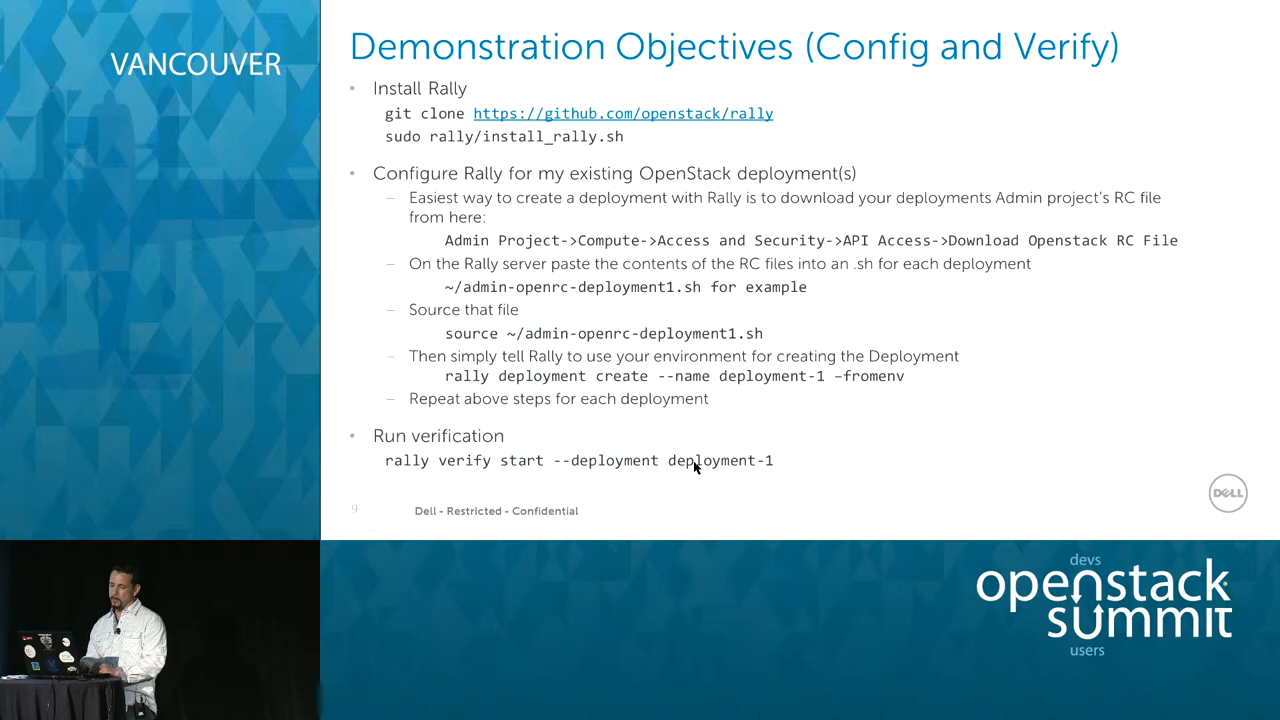 VANCOUVER
Demonstration Objectives (Config and Verify)
• Install Rally
git clone https://github.com/openstack/rally
sudo rally/install_rally.sh
• Configure Rally for my existing OpenStack deployment(s)
– Easiest way to create a deployment with Rally is to download your deployments Admin project's RC file
from here:
Admin Project->Compute->Access and Security->API Access->Download Openstack RC File
– On the Rally server paste the contents of the RC files into an .sh for each deployment
~/admin-openrc-deployment1.sh for example
– Source that file
source ~/admin-openrc-deployment1.sh
– Then simply tell Rally to use your environment for creating the Deployment
rally deployment create --name deployment-1 –fromenv
– Repeat above steps for each deployment
• Run verification
rally verify start --deployment deployment-1
9
Dell - Restricted - Confidential
DELL
devs
openstack
summit
users